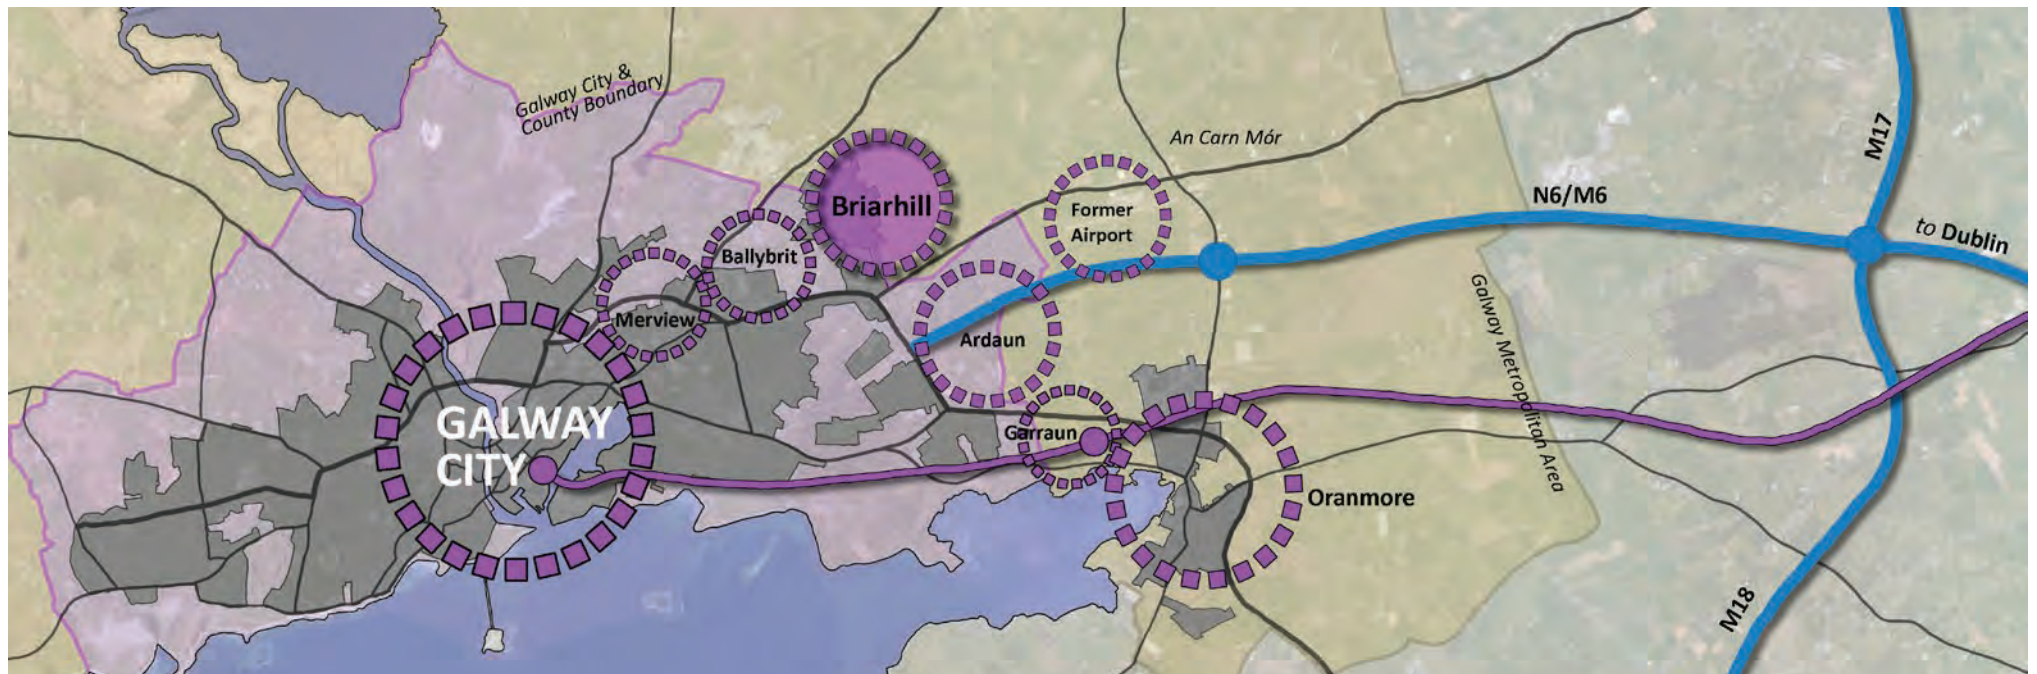 Galway City &
County Boundary
An Carn Mór
M17
Briarhill
Former
Airport
N6/M6
to Dublin
Ballybrit
Merview
Ardaun
Galway Metropolitan Area
GALWAY
CITY
Garraun
Oranmore
M18